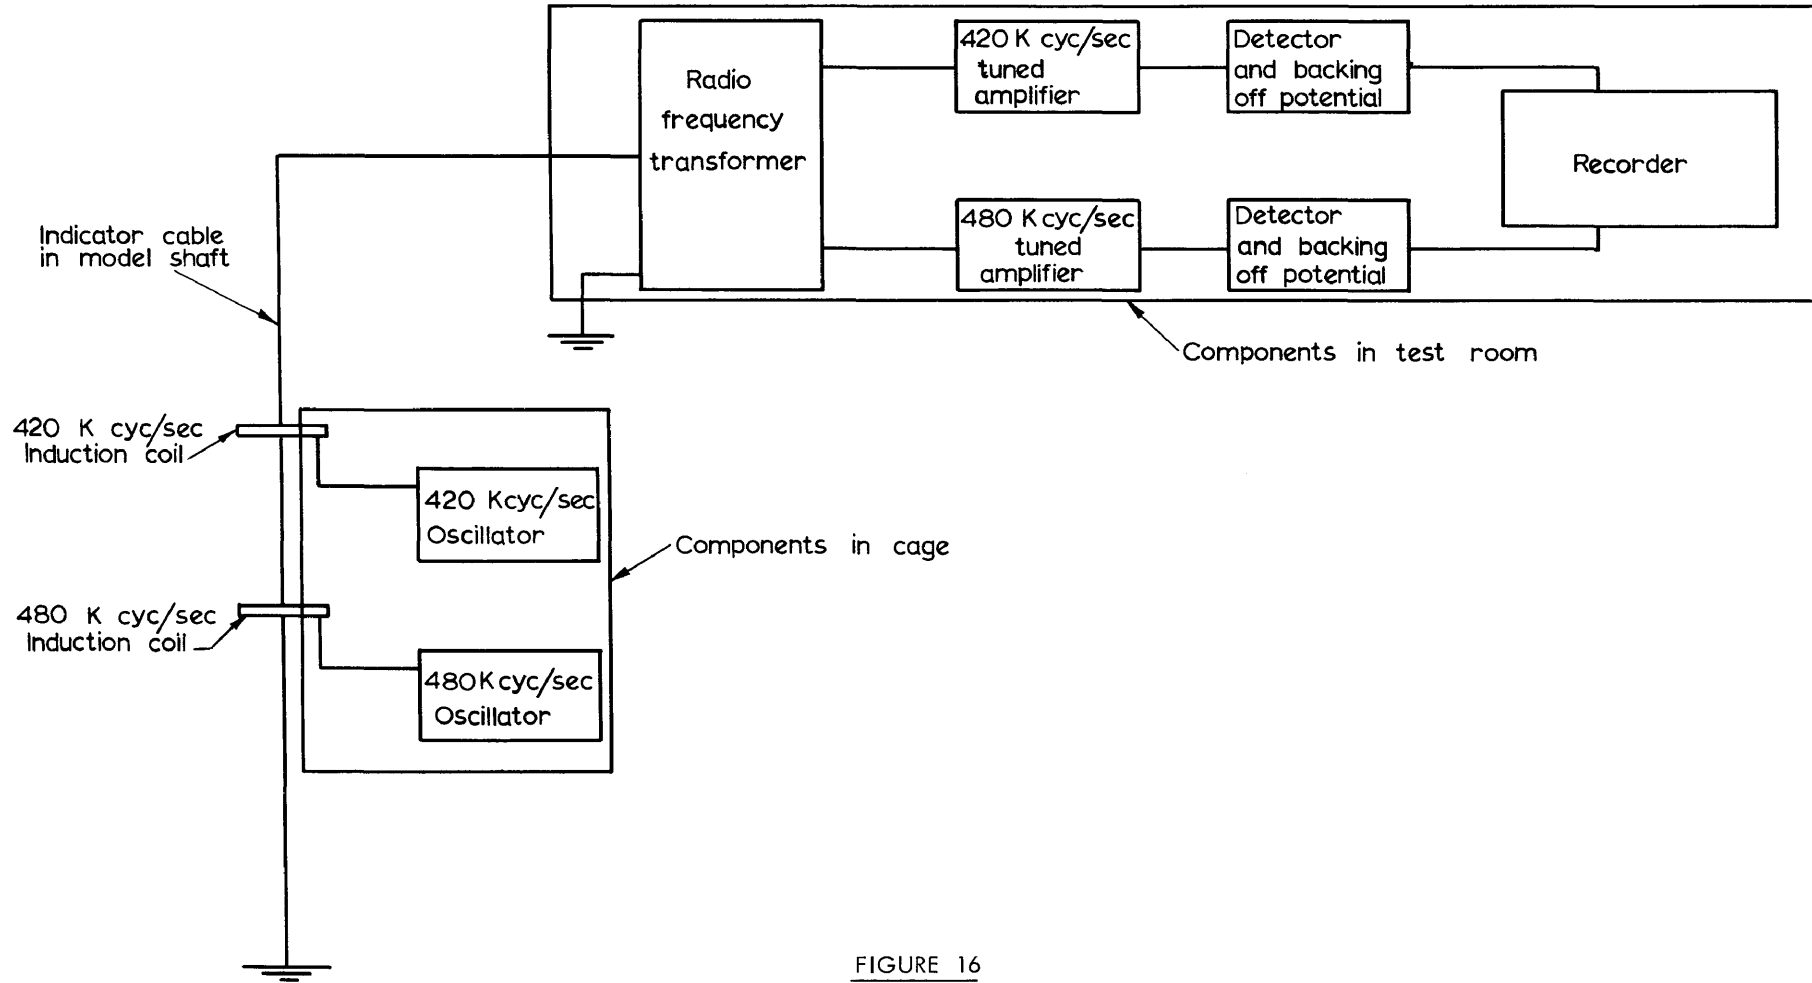 Radio
frequency
transformer
420 K cyc/sec
tuned
amplifier
Detector
and backing
off potential
Recorder
480 K cyc/sec
tuned
amplifier
Detector
and backing
off potential
Indicator cable
in model shaft
Components in test room
420 K cyc/sec
Induction coil
420 Kcyc/sec
Oscillator
Components in cage
480 K cyc/sec
Induction coil
480 Kcyc/sec
Oscillator
FIGURE 16